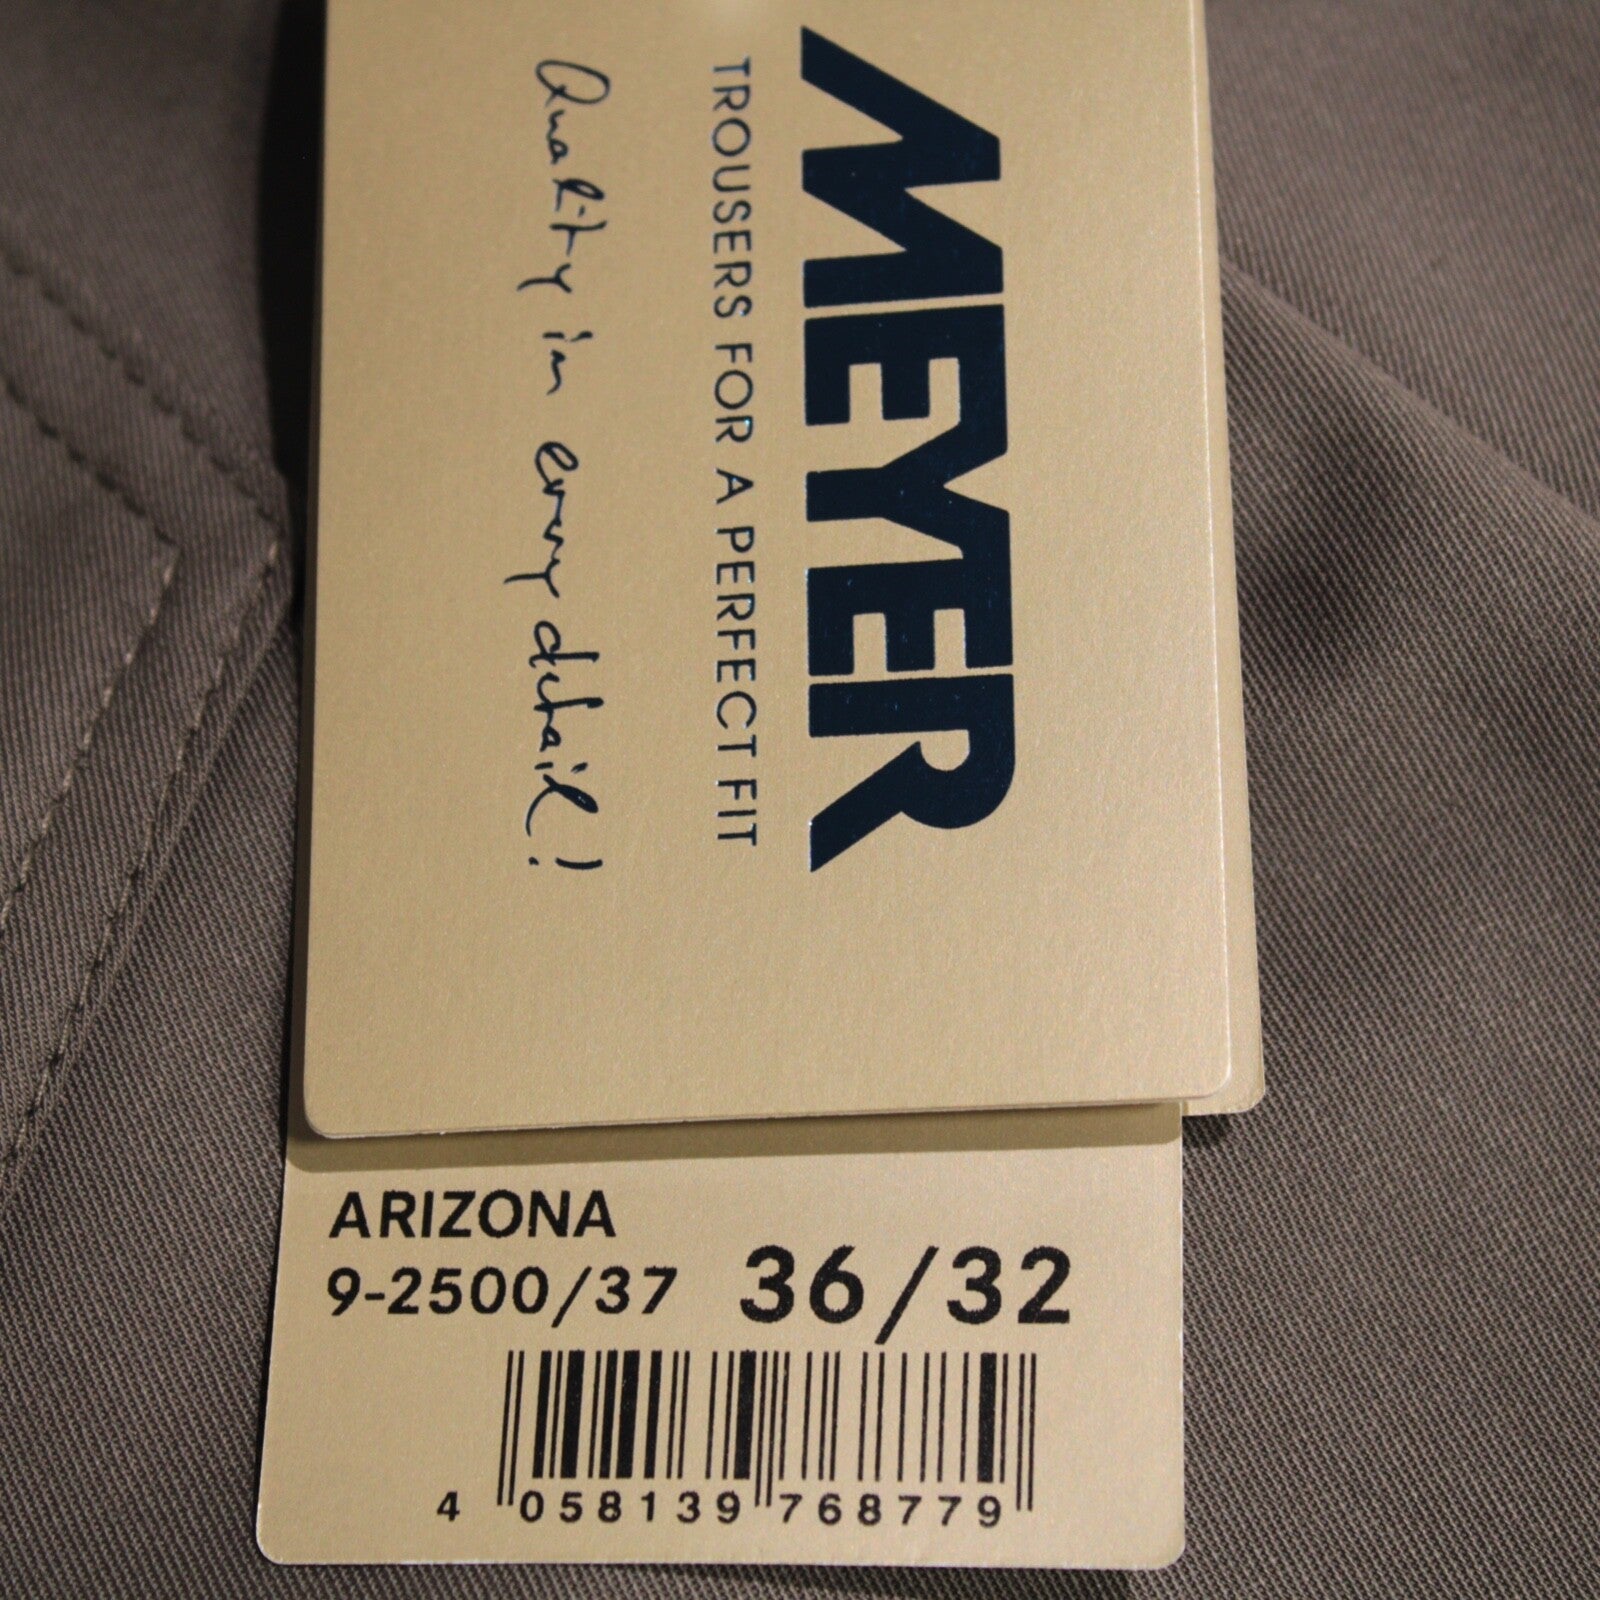 MEYER
TROUSERS FOR A PERFECT FIT
Quality in every detail!
ARIZONA
9-2500/37 36/32
4 058139 768779